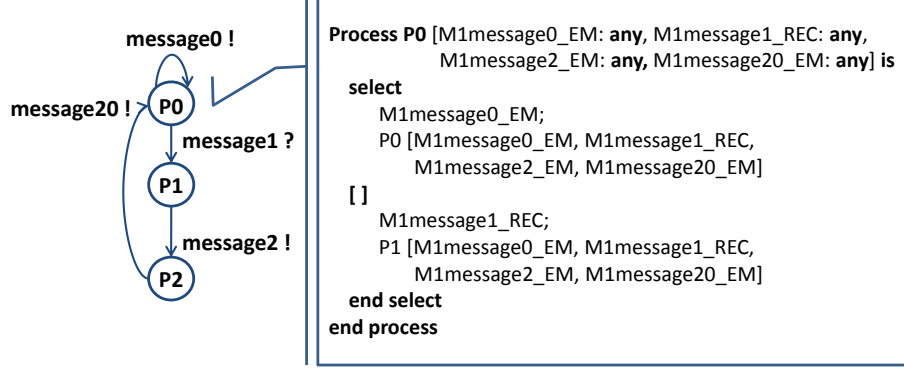 message0 !
message20 !
P0
message1 ?
P1
message2 !
P2
Process P0 [M1message0_EM: any, M1message1_REC: any,
M1message2_EM: any, M1message20_EM: any] is
select
M1message0_EM;
P0 [M1message0_EM, M1message1_REC,
M1message2_EM, M1message20_EM]
[ ]
M1message1_REC;
P1 [M1message0_EM, M1message1_REC,
M1message2_EM, M1message20_EM]
end select
end process